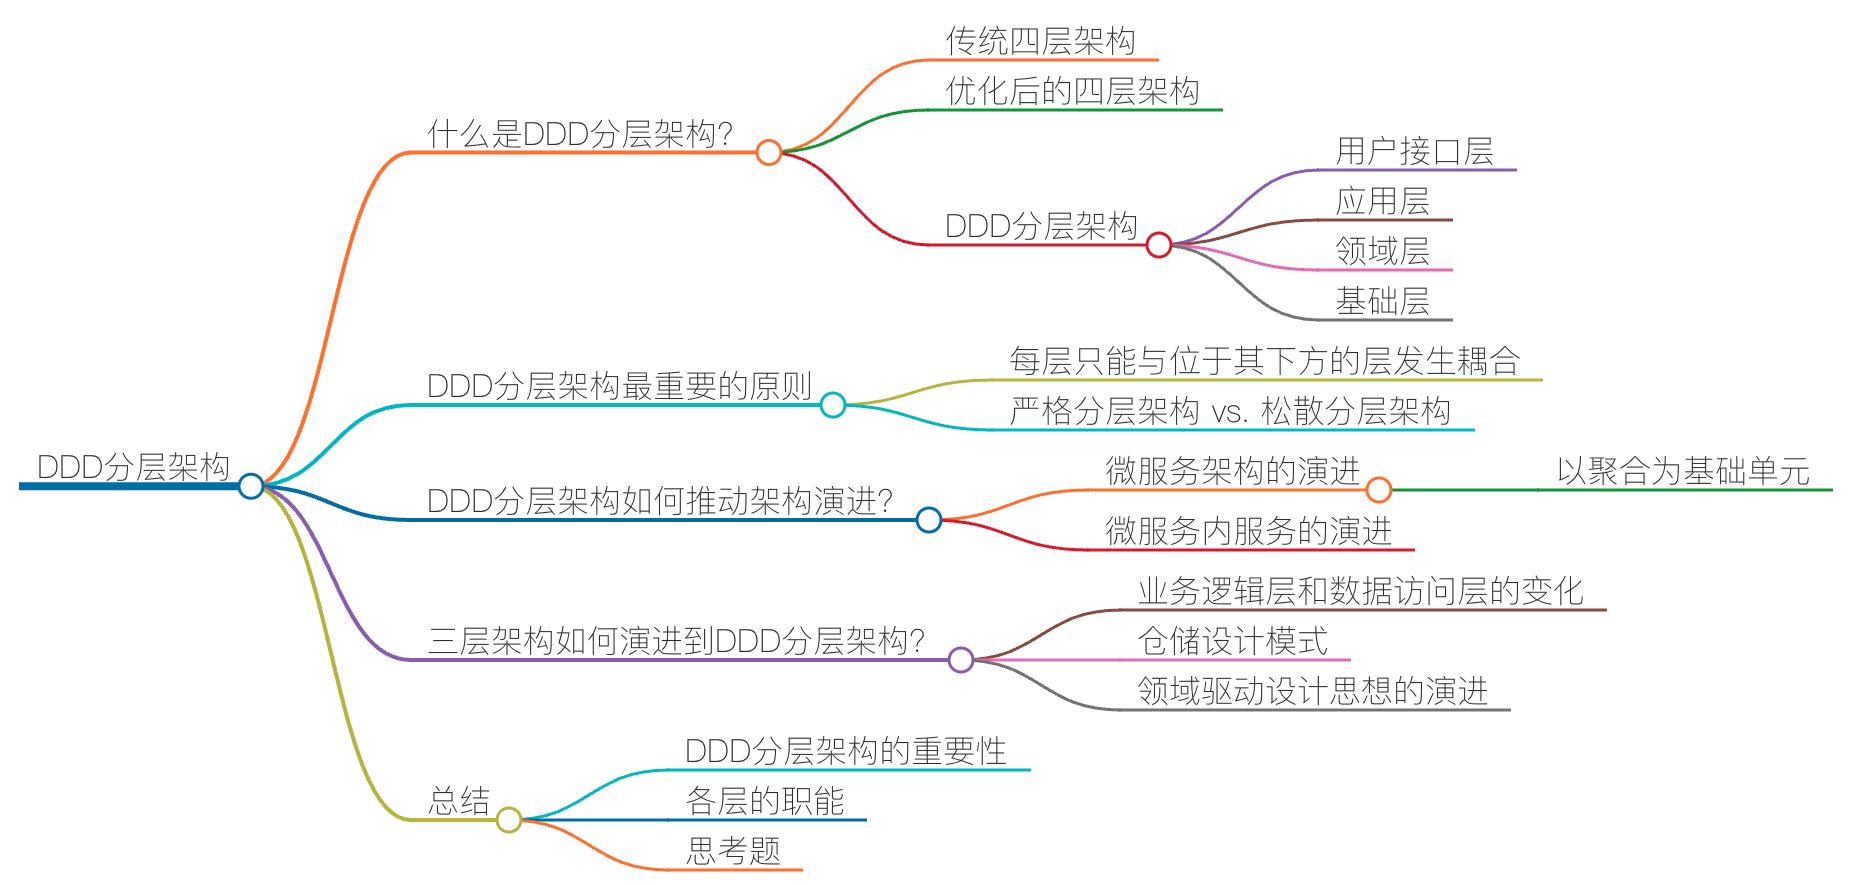 DDD分层架构
什么是DDD分层架构?
传统四层架构
优化后的四层架构
DDD分层架构
用户接口层
应用层
领域层
基础层
DDD分层架构最重要的原则
每层只能与位于其下方的层发生耦合
严格分层架构 vs. 松散分层架构
DDD分层架构如何推动架构演进?
微服务架构的演进
以聚合为基础单元
微服务内服务的演进
三层架构如何演进到DDD分层架构?
业务逻辑层和数据访问层的变化
仓储设计模式
领域驱动设计思想的演进
总结
DDD分层架构的重要性
各层的职能
思考题